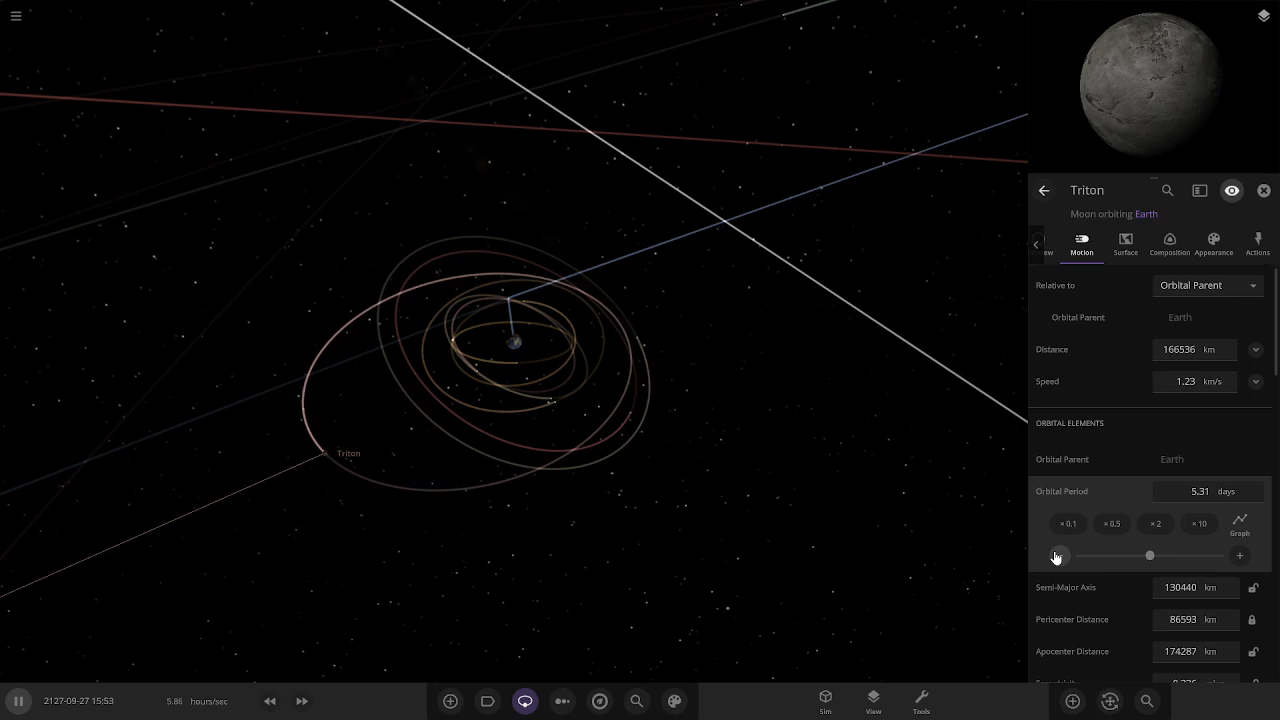 Triton
Moon orbiting Earth
Motion
Surface
Composition
Appearance
Actions
Relative to
Orbital Parent
Orbital Parent
Earth
Distance
166536 km
Speed
1.23 km/s
ORBITAL ELEMENTS
Orbital Parent
Earth
Orbital Period
5.31 days
× 0.1
× 0.5
× 2
× 10
Graph
Semi-Major Axis
130440 km
Pericenter Distance
86593 km
Apocenter Distance
174287 km
Triton
2127-09-27 15:53
5.86 hours/sec
Sim
View
Tools